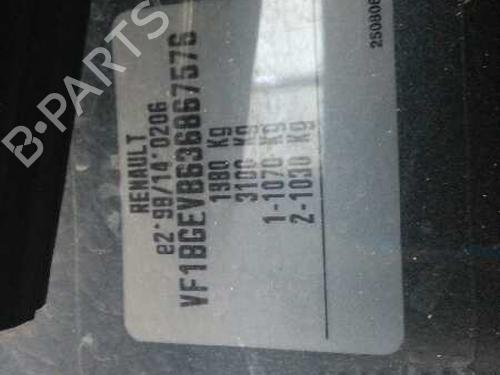 RENAULT
e2*98/14*0206
VF1BGEVB636867576
1980 Kg
3100 Kg
1-1070 Kg
2-1030 Kg
B-PARTS